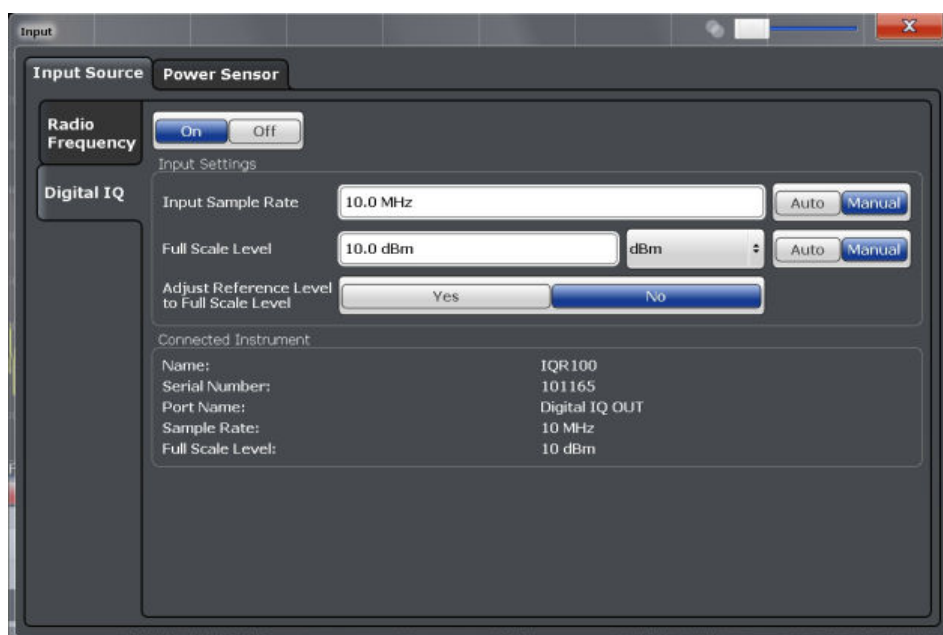 Input
Input Source Power Sensor
Radio
Frequency
On Off
Input Settings
Digital IQ
Input Sample Rate 10.0 MHz Auto Manual
Full Scale Level 10.0 dBm dBm Auto Manual
Adjust Reference Level
to Full Scale Level
Yes No
Connected Instrument
Name: IQR100
Serial Number: 101165
Port Name: Digital IQ OUT
Sample Rate: 10 MHz
Full Scale Level: 10 dBm